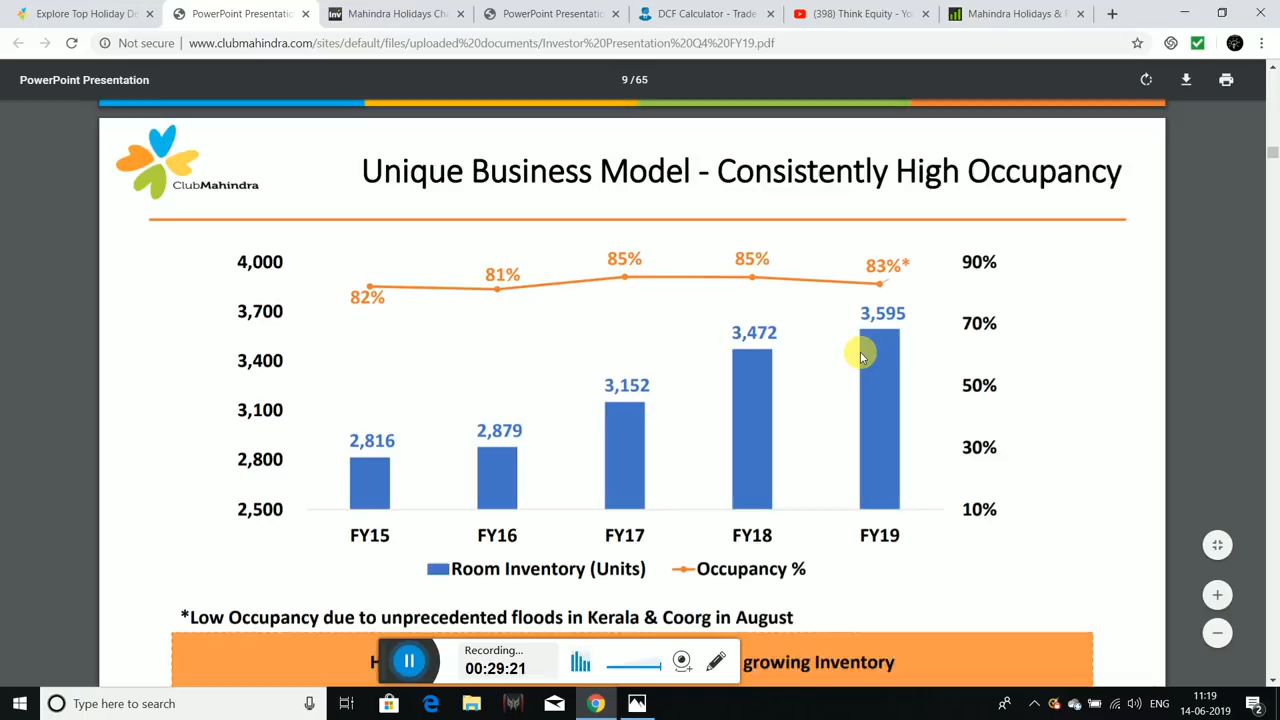 Explore Top Holiday De
PowerPoint Presentatio
Mahindra Holidays Ch
PowerPoint Presentatio
DCF Calculator - Trade
(398) Think Equity - Yo
Mahindra Holidays & R
Not secure
www.clubmahindra.com/sites/default/files/uploaded%20documents/Investor%20Presentation%20Q4%20FY19.pdf
PowerPoint Presentation
9 / 65
ClubMahindra
Unique Business Model - Consistently High Occupancy
4,000
3,700
3,400
3,100
2,800
2,500
82%
81%
85%
85%
83%*
2,816
2,879
3,152
3,472
3,595
90%
70%
50%
30%
10%
FY15
FY16
FY17
FY18
FY19
Room Inventory (Units)
Occupancy %
*Low Occupancy due to unprecedented floods in Kerala & Coorg in August
growing Inventory
Recording...
00:29:21
Type here to search
ENG
11:19
14-06-2019
2